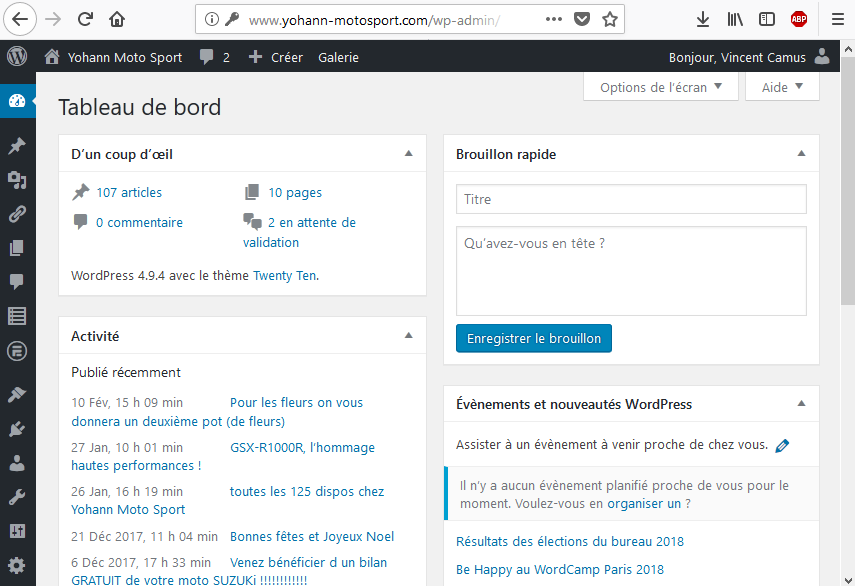 www.yohann-motosport.com/wp-admin/
ABP
Yohann Moto Sport
2
Créer
Galerie
Bonjour, Vincent Camus
Options de l'écran
Aide
Tableau de bord
D'un coup d'œil
107 articles
10 pages
0 commentaire
2 en attente de
validation
WordPress 4.9.4 avec le thème Twenty Ten.
Activité
Publié récemment
10 Fév, 15 h 09 min Pour les fleurs on vous
donnera un deuxième pot (de fleurs)
27 Jan, 10 h 01 min GSX-R1000R, l'hommage
hautes performances !
26 Jan, 16 h 19 min toutes les 125 dispos chez
Yohann Moto Sport
21 Déc 2017, 11 h 04 min Bonnes fêtes et Joyeux Noel
6 Déc 2017, 17 h 33 min Venez bénéficier d un bilan
GRATUIT de votre moto SUZUKi !!!!!!!!!!!!
Brouillon rapide
Titre
Qu'avez-vous en tête ?
Enregistrer le brouillon
Évènements et nouveautés WordPress
Assister à un évènement à venir proche de chez vous.
Il n'y a aucun évènement planifié proche de vous pour le
moment. Voulez-vous en organiser un ?
Résultats des élections du bureau 2018
Be Happy au WordCamp Paris 2018